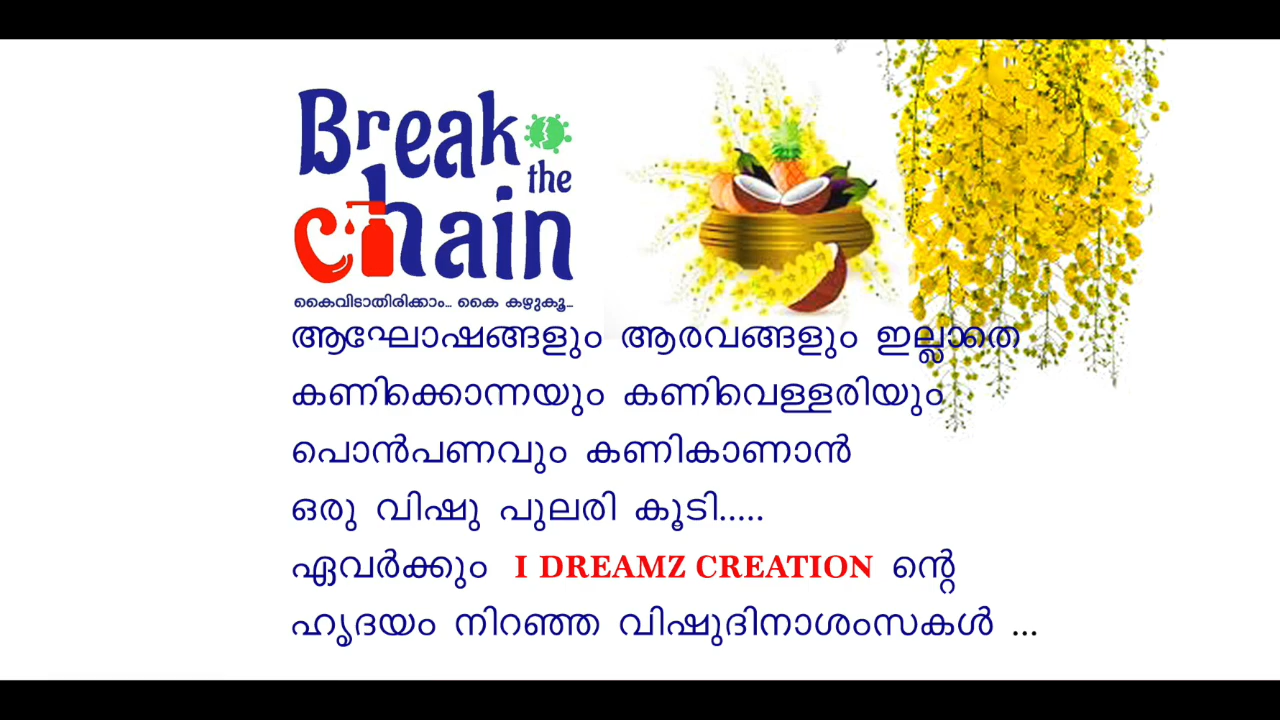 Break
the
chain
കൈവിടാതിരിക്കാം... കൈ കഴുകൂ...
ആഘോഷങ്ങളും ആരവങ്ങളും ഇല്ലാതെ
കണിക്കൊന്നയും കണിവെള്ളരിയും
പൊൻപണവും കണികാണാൻ
ഒരു വിഷു പുലരി കൂടി.....
ഏവർക്കും I DREAMZ CREATION ന്റെ
ഹൃദയം നിറഞ്ഞ വിഷുദിനാശംസകൾ ...